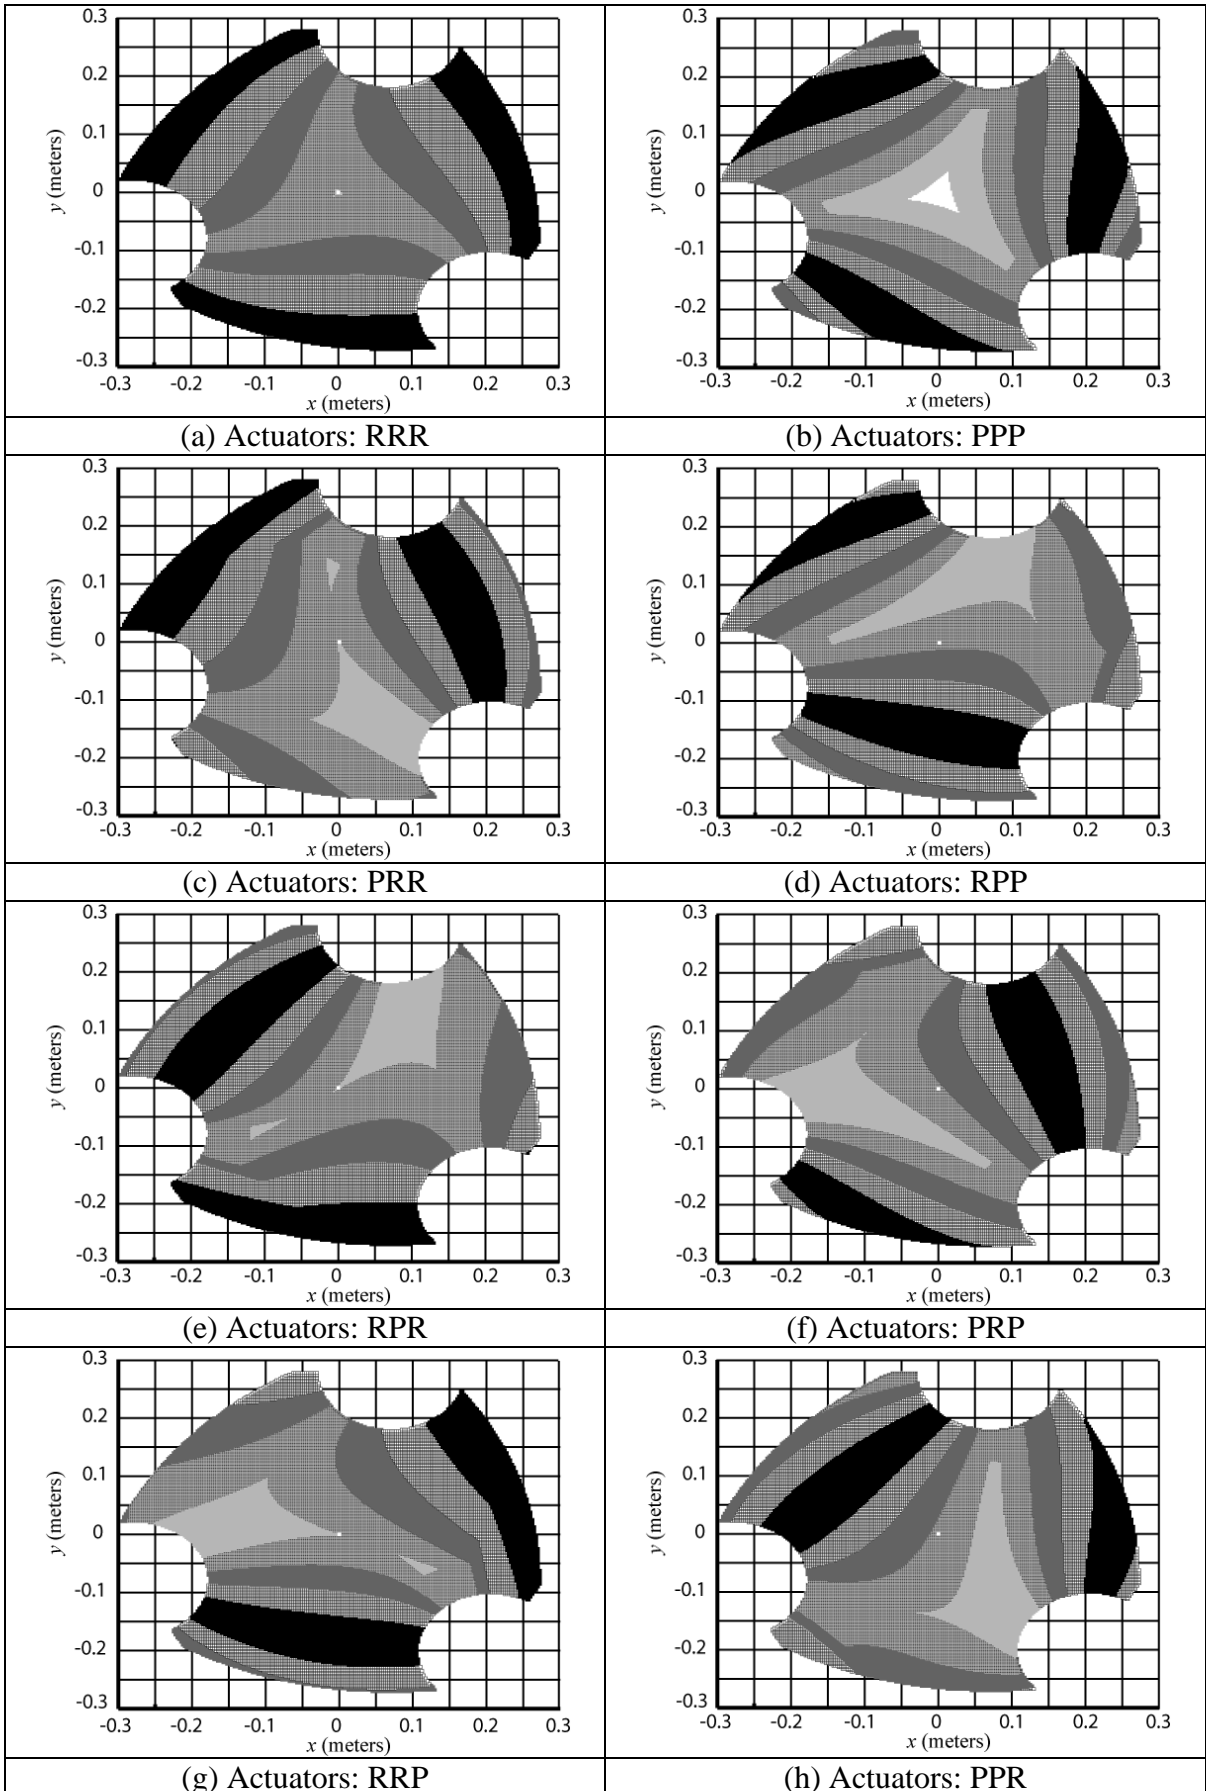 0.3
0.2
0.1
0
-0.1
-0.2
-0.3
y (meters)
-0.3 -0.2 -0.1 0 0.1 0.2 0.3
x (meters)
(a) Actuators: RRR
0.3
0.2
0.1
0
-0.1
-0.2
-0.3
y (meters)
-0.3 -0.2 -0.1 0 0.1 0.2 0.3
x (meters)
(b) Actuators: PPP
0.3
0.2
0.1
0
-0.1
-0.2
-0.3
y (meters)
-0.3 -0.2 -0.1 0 0.1 0.2 0.3
x (meters)
(c) Actuators: PRR
0.3
0.2
0.1
0
-0.1
-0.2
-0.3
y (meters)
-0.3 -0.2 -0.1 0 0.1 0.2 0.3
x (meters)
(d) Actuators: RPP
0.3
0.2
0.1
0
-0.1
-0.2
-0.3
y (meters)
-0.3 -0.2 -0.1 0 0.1 0.2 0.3
x (meters)
(e) Actuators: RPR
0.3
0.2
0.1
0
-0.1
-0.2
-0.3
y (meters)
-0.3 -0.2 -0.1 0 0.1 0.2 0.3
x (meters)
(f) Actuators: PRP
0.3
0.2
0.1
0
-0.1
-0.2
-0.3
y (meters)
-0.3 -0.2 -0.1 0 0.1 0.2 0.3
x (meters)
(g) Actuators: RRP
0.3
0.2
0.1
0
-0.1
-0.2
-0.3
y (meters)
-0.3 -0.2 -0.1 0 0.1 0.2 0.3
x (meters)
(h) Actuators: PPR